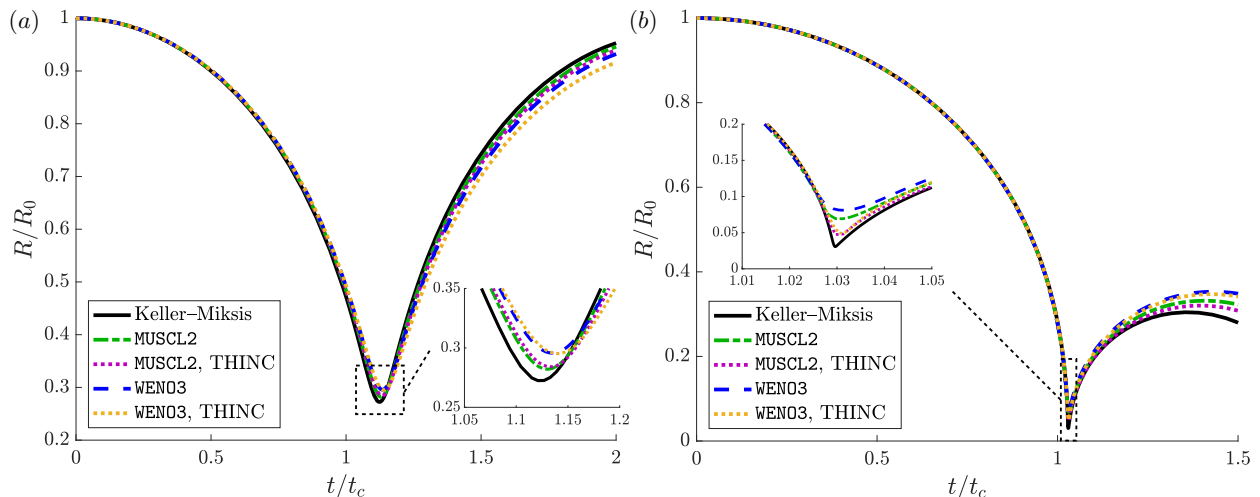 (a)
1
0.9
0.8
0.7
0.6
0.5
0.4
0.3
0.2
R/R0
0
0.5
1
1.5
2
t/tc
Keller–Miksis
MUSCL2
MUSCL2, THINC
WENO3
WENO3, THINC
0.35
0.3
0.25
1.05
1.1
1.15
1.2
(b)
1
0.8
0.6
0.4
0.2
0
R/R0
0
0.5
1
1.5
t/tc
0.2
0.15
0.1
0.05
0
1.01
1.02
1.03
1.04
1.05
Keller–Miksis
MUSCL2
MUSCL2, THINC
WENO3
WENO3, THINC